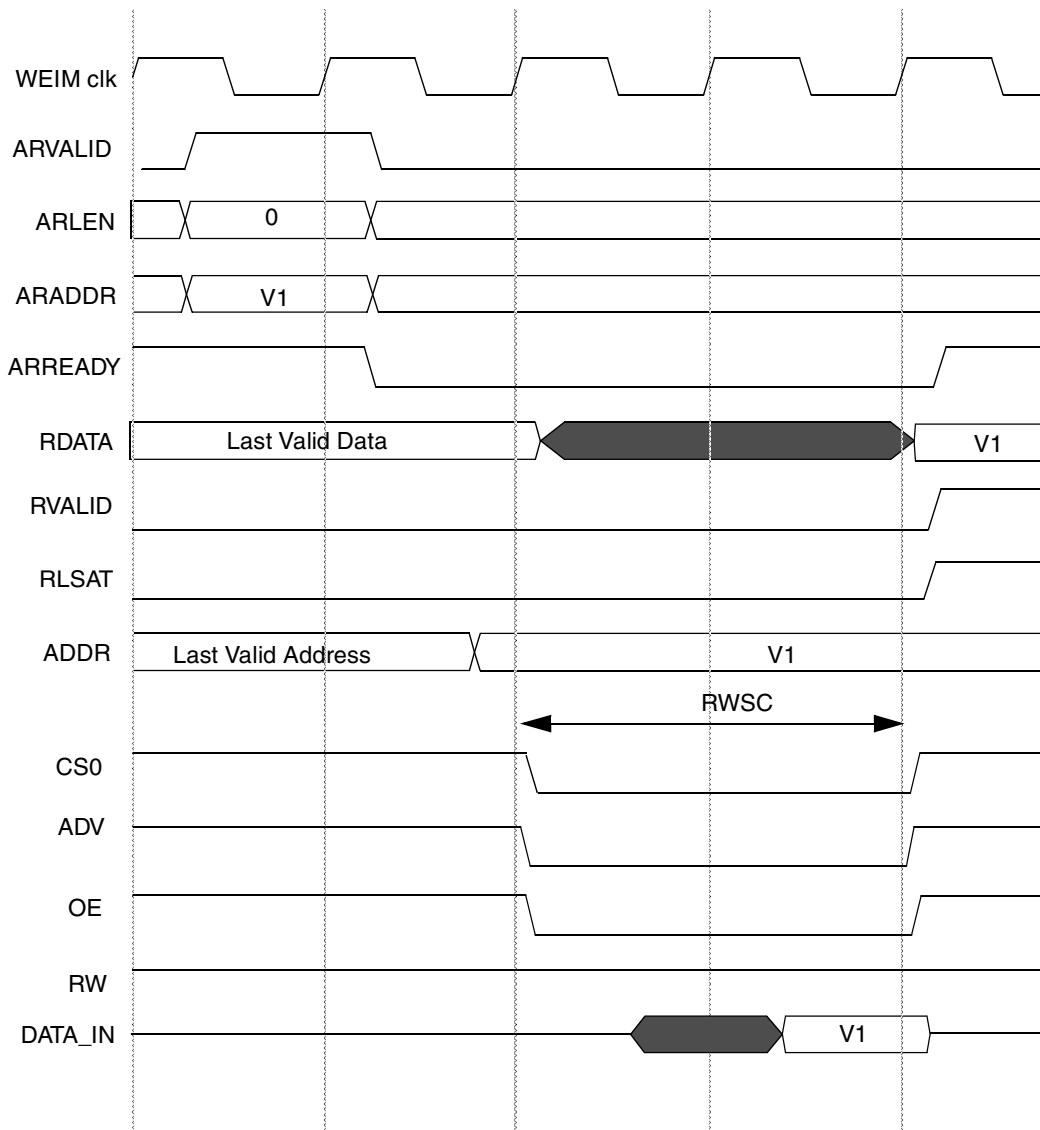 WEIM clk
ARVALID
ARLEN 0
ARADDR V1
ARREADY
RDATA Last Valid Data V1
RVALID
RLSAT
ADDR Last Valid Address V1
RWSC
CS0
ADV
OE
RW
DATA_IN V1